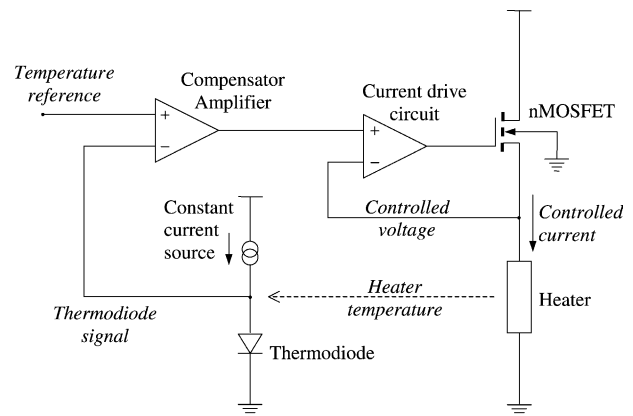 Temperature
reference
Compensator
Amplifier
+
−
Current drive
circuit
+
−
nMOSFET
Constant
current
source
Controlled
voltage
Controlled
current
Thermodiode
signal
Heater
temperature
Heater
Thermodiode